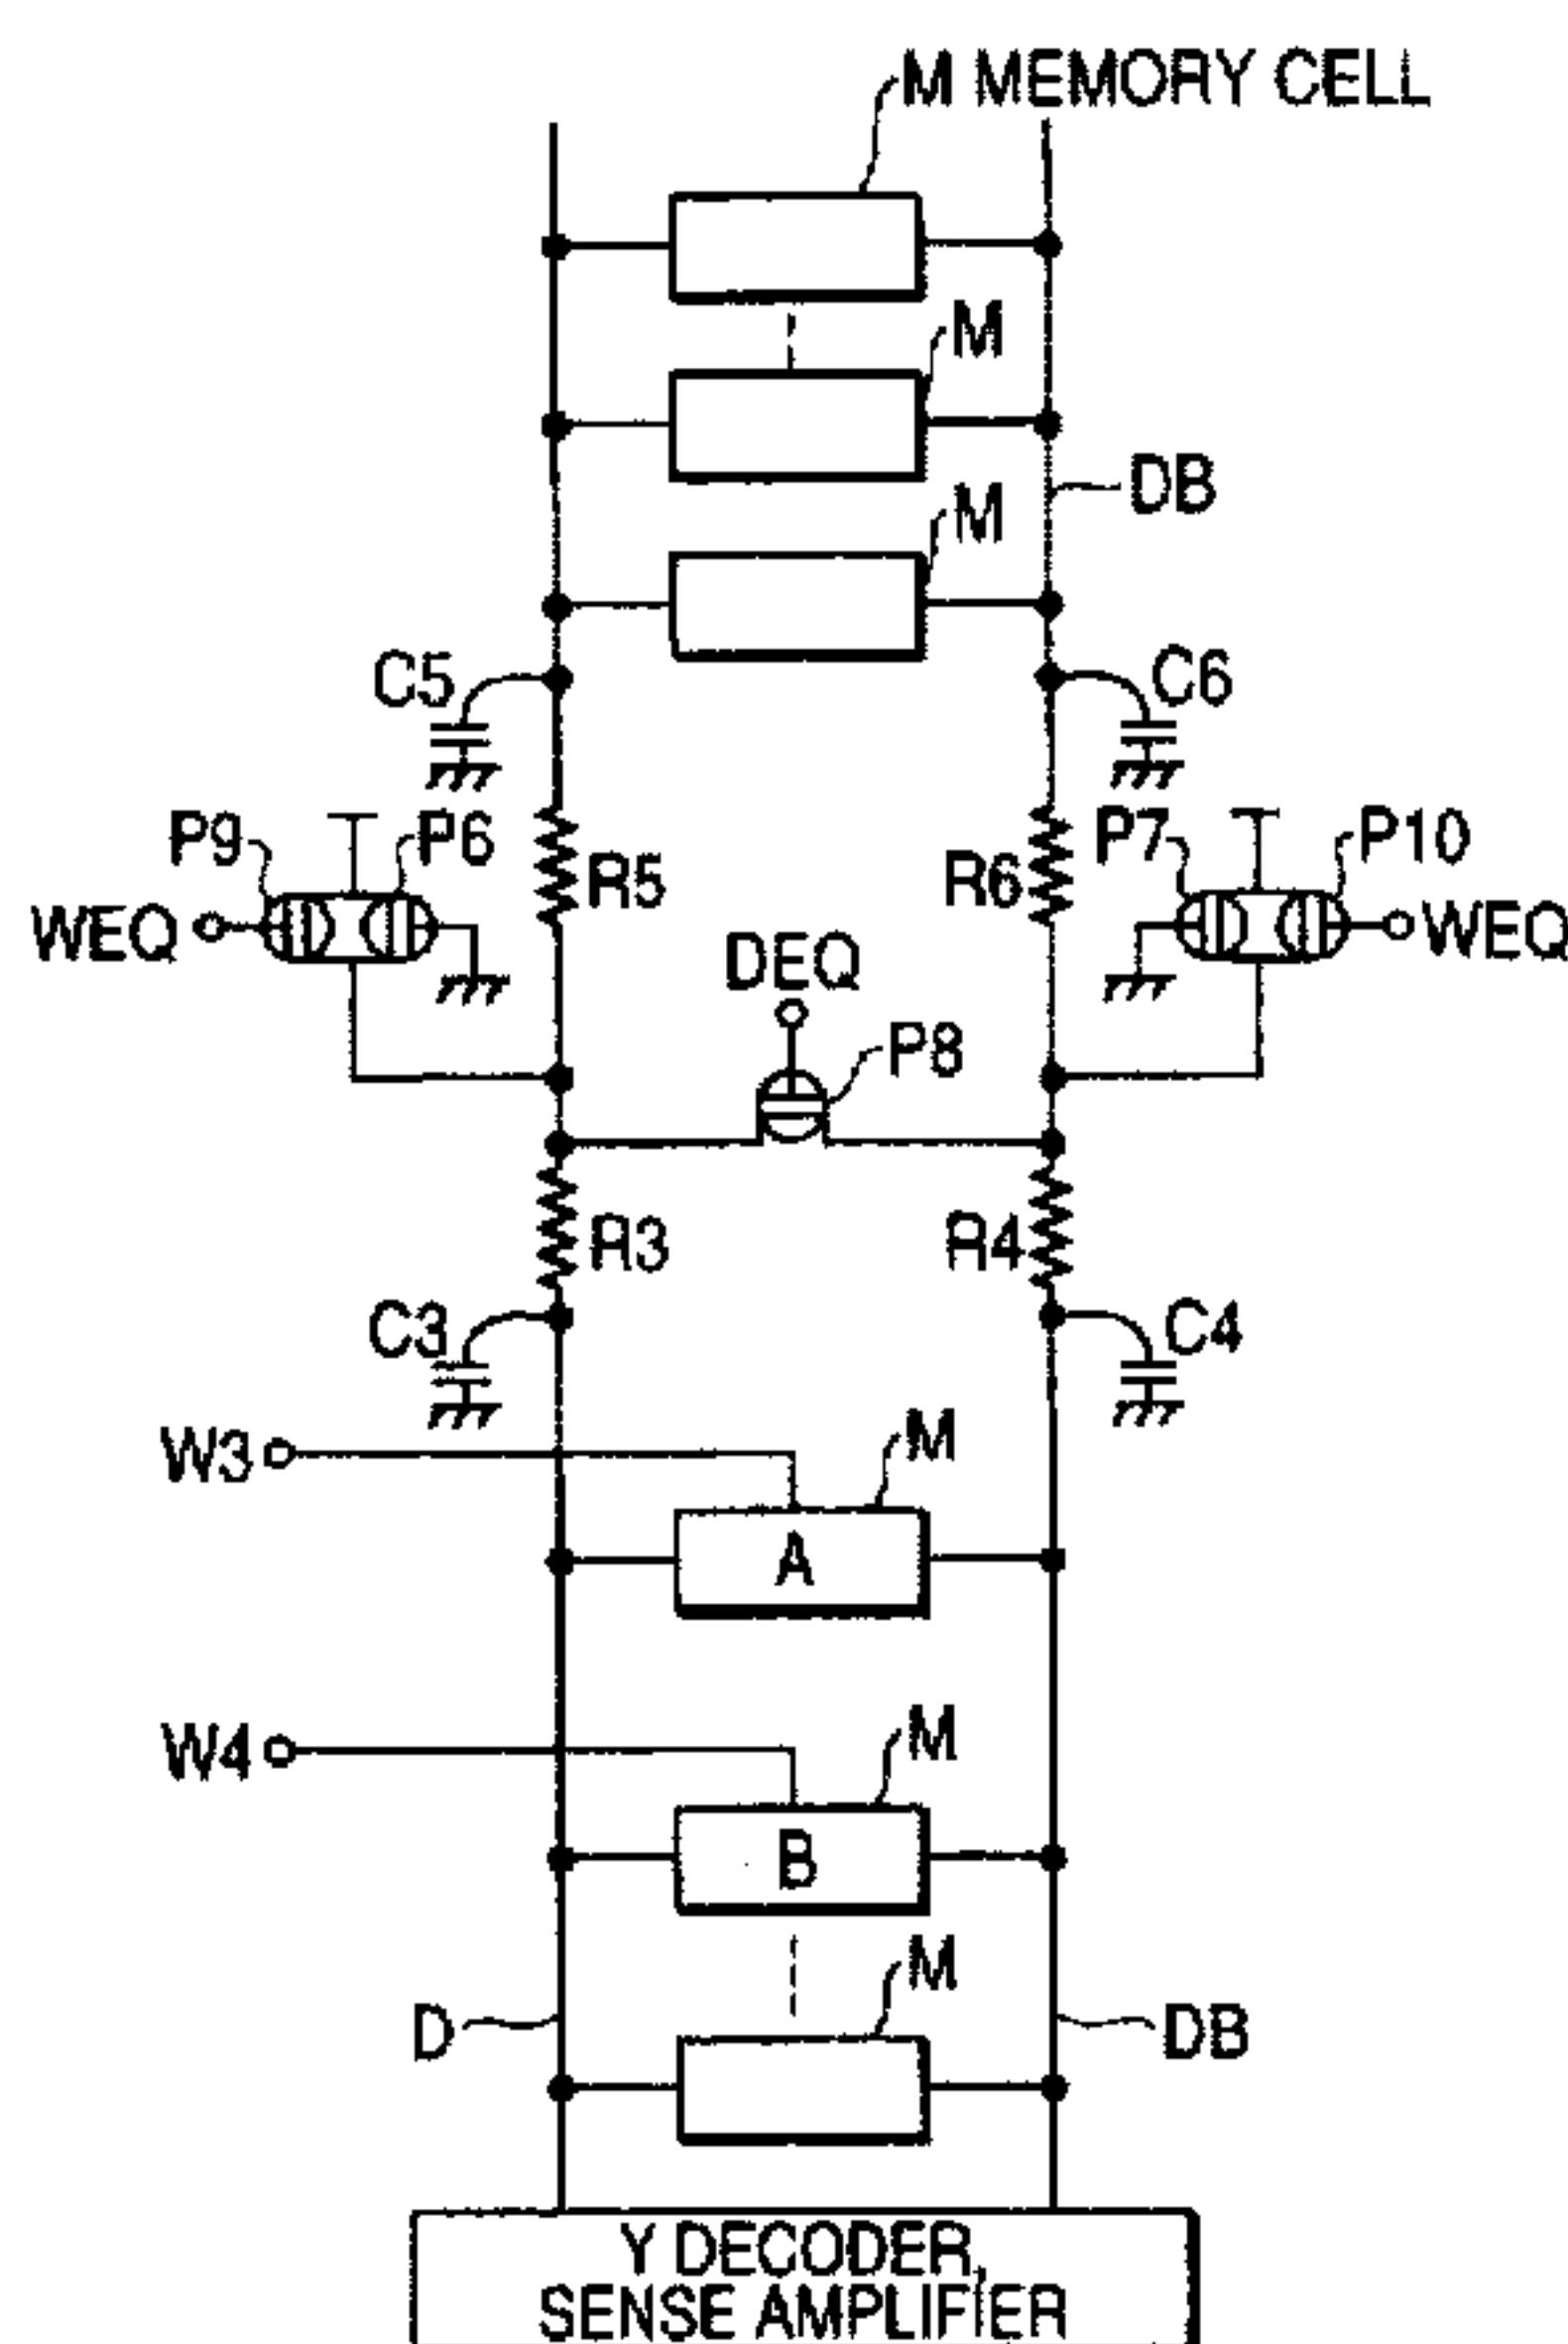 M MEMORY CELL
M
DB
M
C5
C6
P9
P6
P7
P10
R5
R6
WEQ
WEQ
DEQ
P8
R3
R4
C3
C4
W3
M
A
W4
M
B
M
D
DB
Y DECODER,
SENSE AMPLIFIER